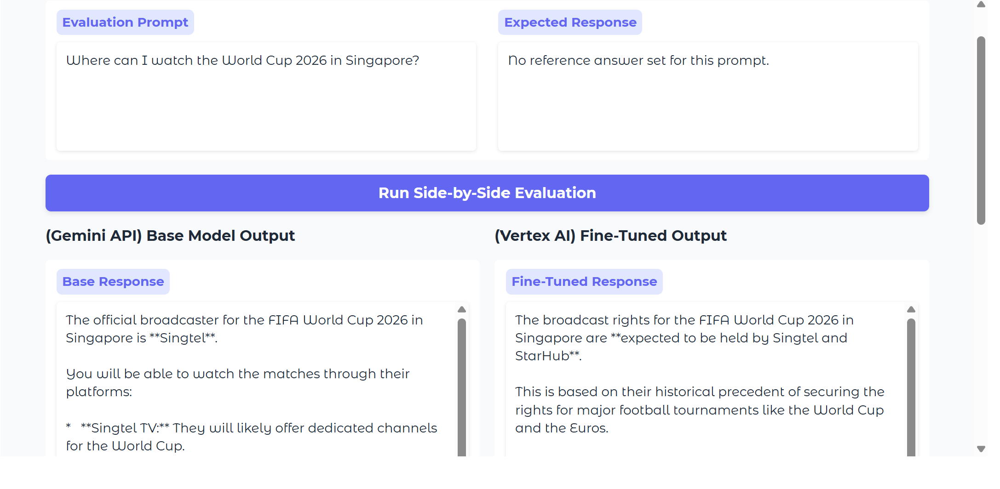 Evaluation Prompt
Where can I watch the World Cup 2026 in Singapore?
Expected Response
No reference answer set for this prompt.
Run Side-by-Side Evaluation
(Gemini API) Base Model Output
Base Response
The official broadcaster for the FIFA World Cup 2026 in
Singapore is **Singtel**.
You will be able to watch the matches through their
platforms:
*   **Singtel TV:** They will likely offer dedicated channels
for the World Cup.
(Vertex AI) Fine-Tuned Output
Fine-Tuned Response
The broadcast rights for the FIFA World Cup 2026 in
Singapore are **expected to be held by Singtel and
StarHub**.
This is based on their historical precedent of securing the
rights for major football tournaments like the World Cup
and the Euros.